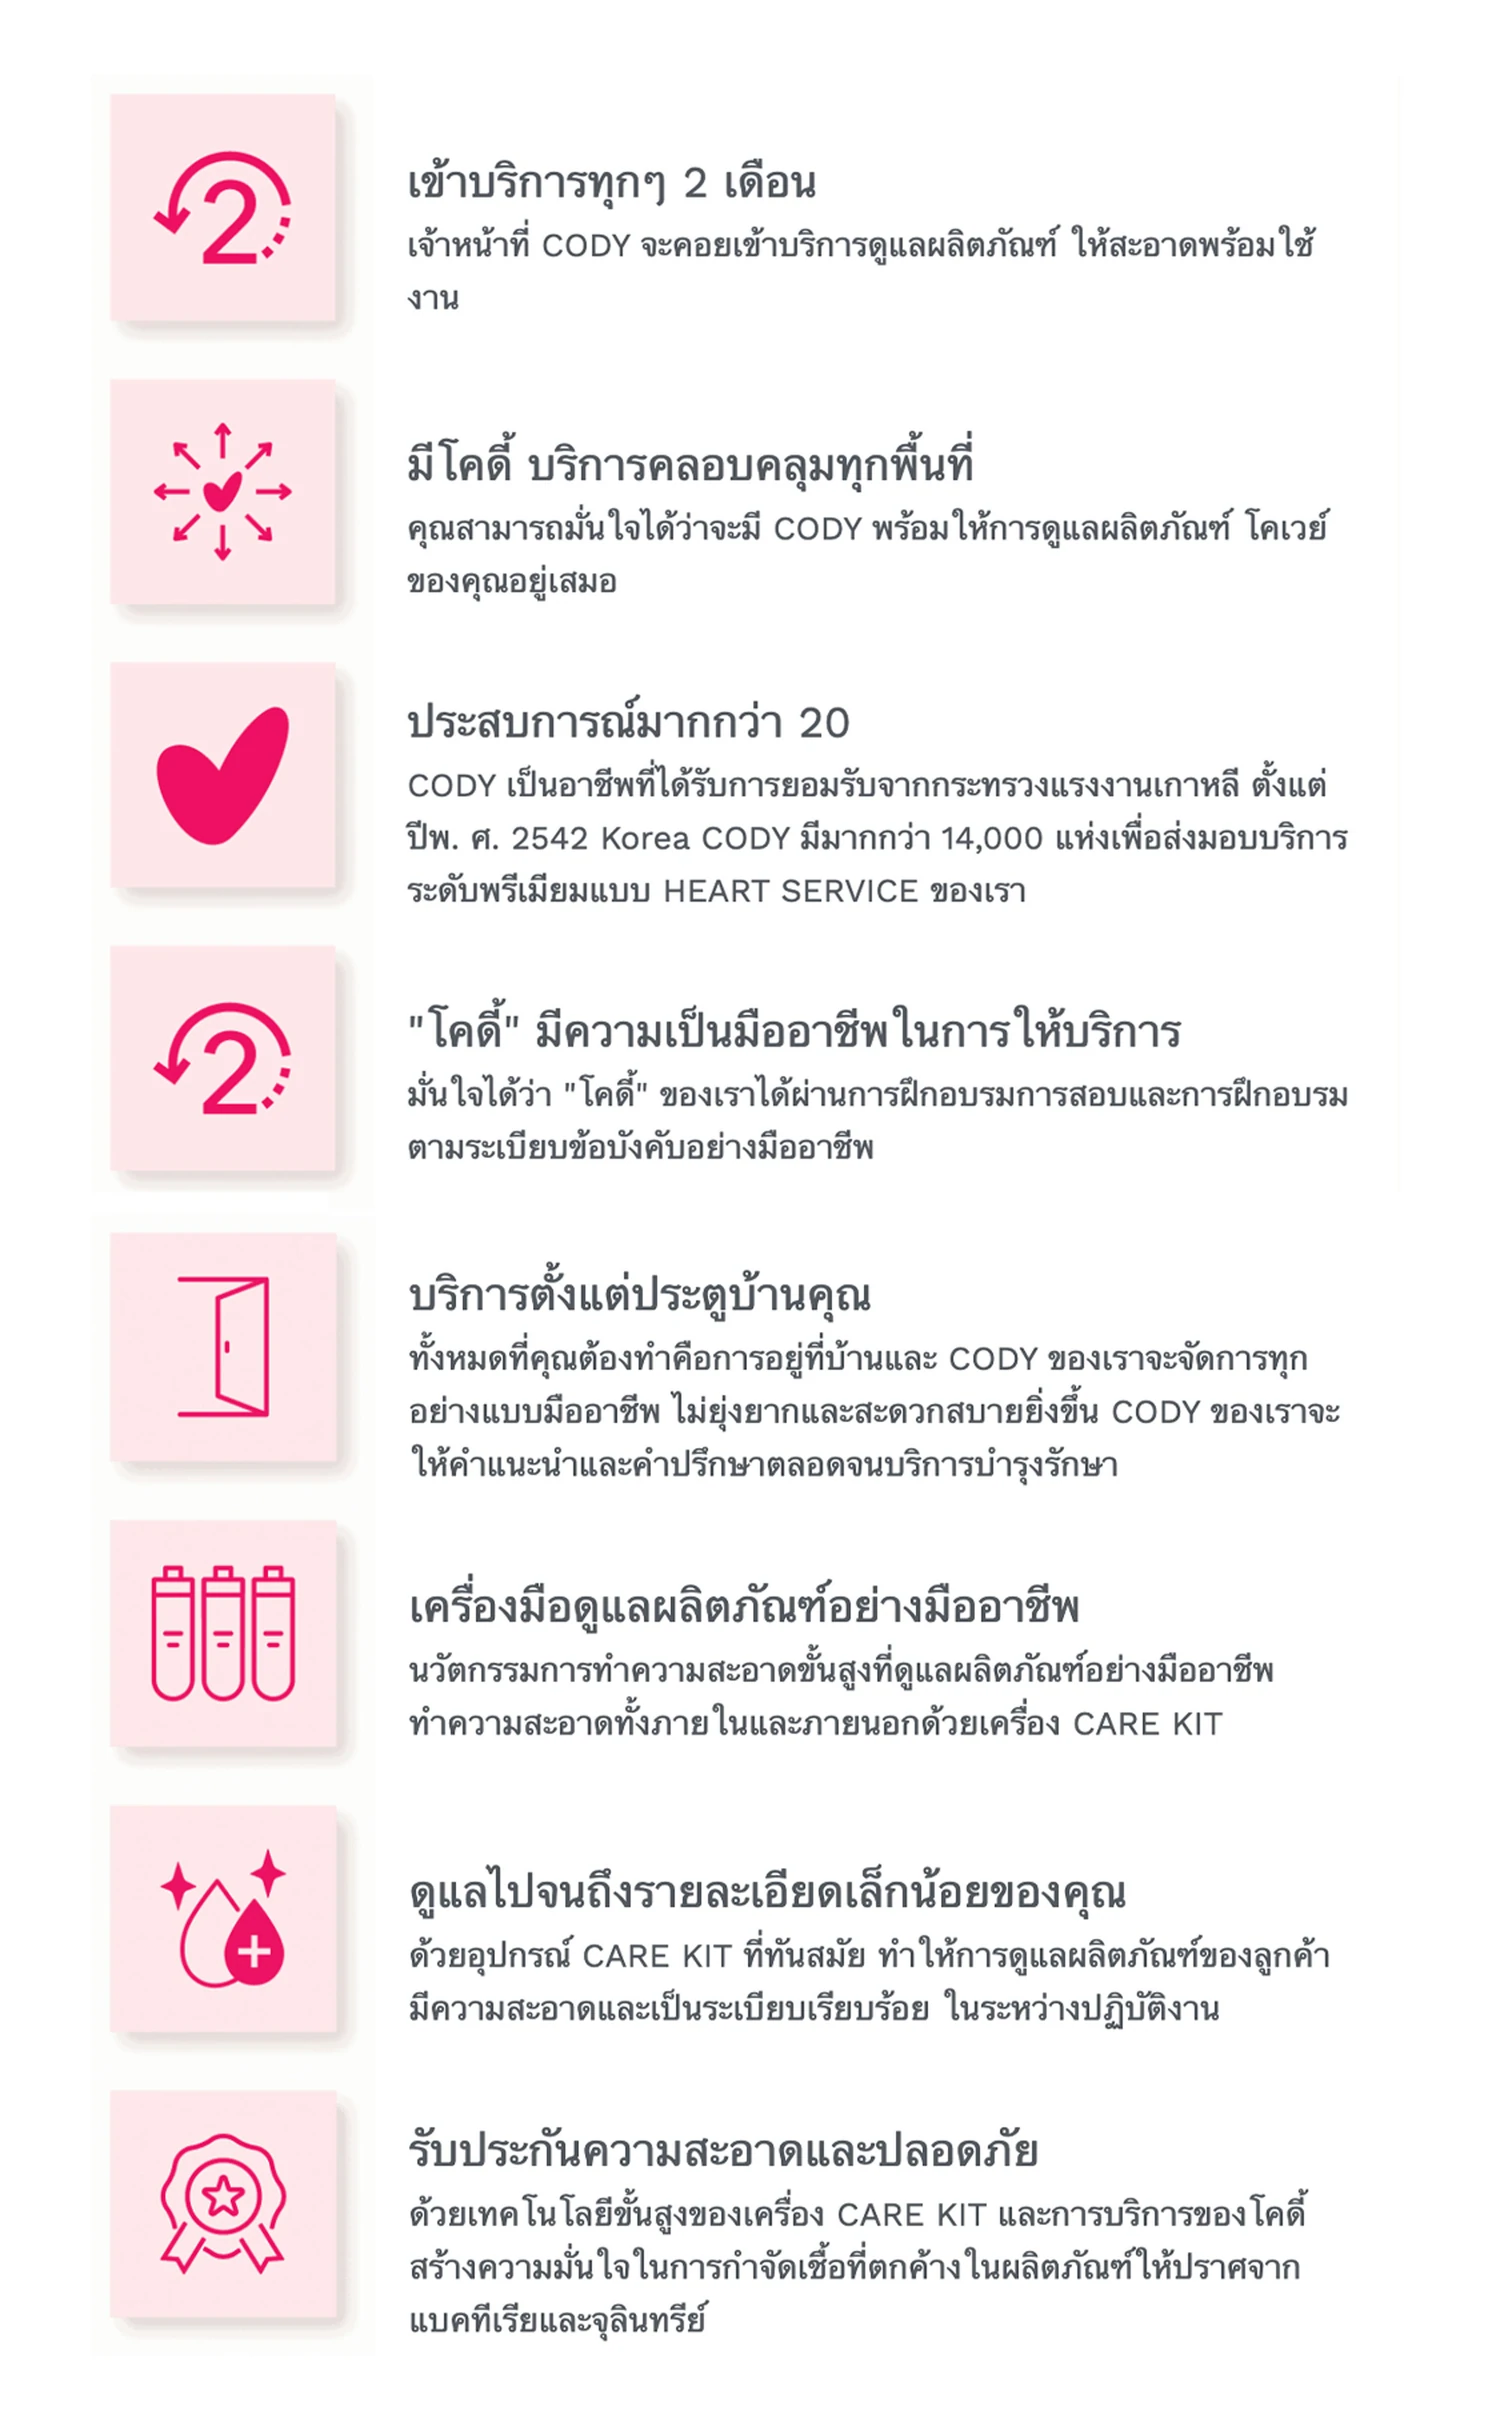 2
เข้าบริการทุกๆ 2 เดือน
เจ้าหน้าที่ CODY จะคอยเข้าบริการดูแลผลิตภัณฑ์ ให้สะอาดพร้อมใช้
งาน
มีโคดี้ บริการคลอบคลุมทุกพื้นที่
คุณสามารถมั่นใจได้ว่าจะมี CODY พร้อมให้การดูแลผลิตภัณฑ์ โคเวย์
ของคุณอยู่เสมอ
ประสบการณ์มากกว่า 20
CODY เป็นอาชีพที่ได้รับการยอมรับจากกระทรวงแรงงานเกาหลี ตั้งแต่
ปีพ. ศ. 2542 Korea CODY มีมากกว่า 14,000 แห่งเพื่อส่งมอบบริการ
ระดับพรีเมียมแบบ HEART SERVICE ของเรา
2
"โคดี้" มีความเป็นมืออาชีพในการให้บริการ
มั่นใจได้ว่า "โคดี้" ของเราได้ผ่านการฝึกอบรมการสอบและการฝึกอบรม
ตามระเบียบข้อบังคับอย่างมืออาชีพ
บริการตั้งแต่ประตูบ้านคุณ
ทั้งหมดที่คุณต้องทำคือการอยู่ที่บ้านและ CODY ของเราจะจัดการทุก
อย่างแบบมืออาชีพ ไม่ยุ่งยากและสะดวกสบายยิ่งขึ้น CODY ของเราจะ
ให้คำแนะนำและคำปรึกษาตลอดจนบริการบำรุงรักษา
เครื่องมือดูแลผลิตภัณฑ์อย่างมืออาชีพ
นวัตกรรมการทำความสะอาดขั้นสูงที่ดูแลผลิตภัณฑ์อย่างมืออาชีพ
ทำความสะอาดทั้งภายในและภายนอกด้วยเครื่อง CARE KIT
ดูแลไปจนถึงรายละเอียดเล็กน้อยของคุณ
ด้วยอุปกรณ์ CARE KIT ที่ทันสมัย ทำให้การดูแลผลิตภัณฑ์ของลูกค้า
มีความสะอาดและเป็นระเบียบเรียบร้อย ในระหว่างปฏิบัติงาน
รับประกันความสะอาดและปลอดภัย
ด้วยเทคโนโลยีขั้นสูงของเครื่อง CARE KIT และการบริการของโคดี้
สร้างความมั่นใจในการกำจัดเชื้อที่ตกค้างในผลิตภัณฑ์ให้ปราศจาก
แบคทีเรียและจุลินทรีย์